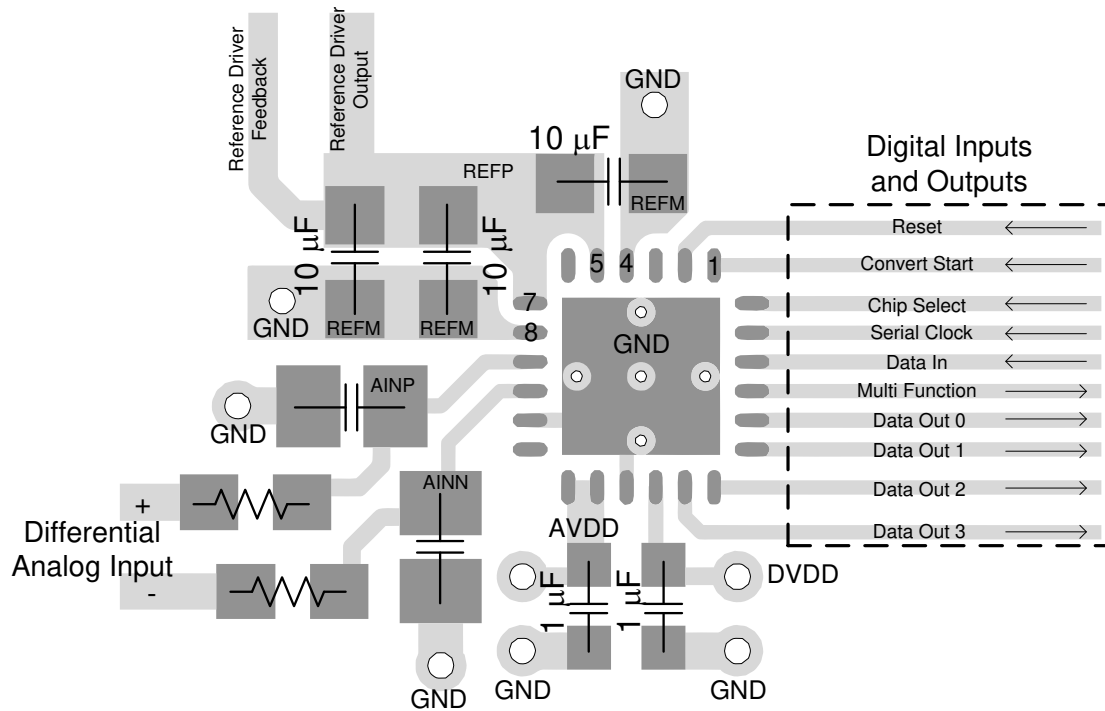 Reference Driver
Feedback
Reference Driver
Output
GND
10 μF
REFP
REFM
Digital Inputs
and Outputs
Reset
Convert Start
Chip Select
Serial Clock
Data In
Multi Function
Data Out 0
Data Out 1
Data Out 2
Data Out 3
10 μF
10 μF
GND
REFM
REFM
5
4
1
7
8
GND
AINP
GND
+
Differential
Analog Input
-
AINN
GND
AVDD
1 μF
1 μF
DVDD
GND
GND